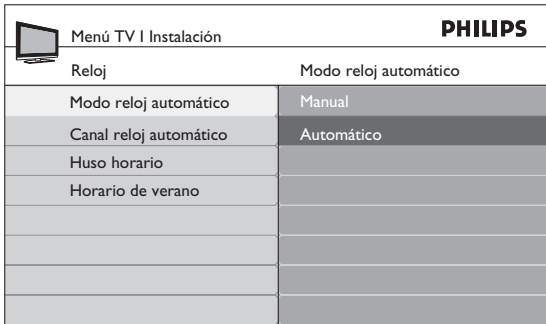 Menú TV I Instalación
PHILIPS
Reloj
Modo reloj automático
Modo reloj automático
Manual
Canal reloj automático
Automático
Huso horario
Horario de verano